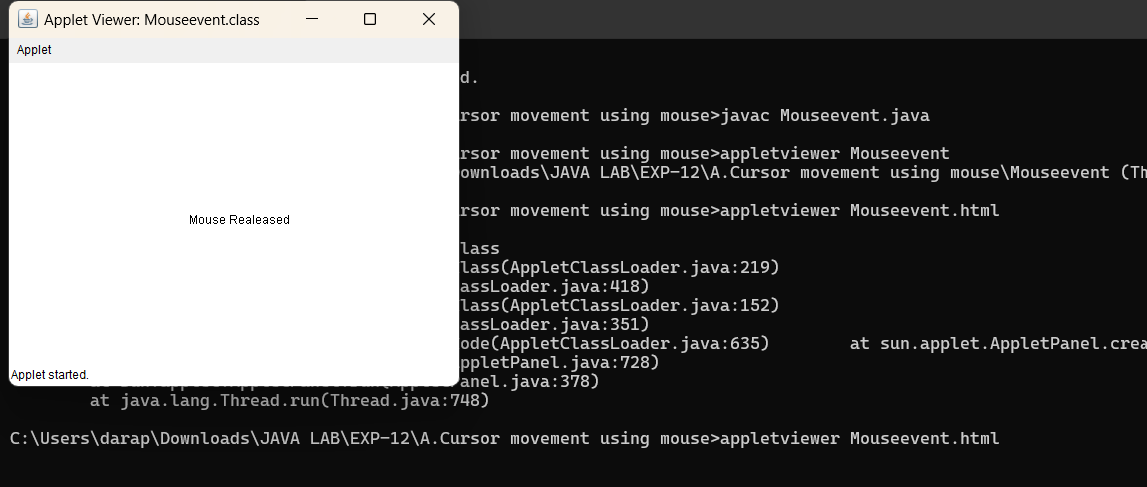 Applet Viewer: Mouseevent.class
Applet
Mouse Realeased
Applet started.
d.
rsor movement using mouse>javac Mouseevent.java
rsor movement using mouse>appletviewer Mouseevent
ownloads\JAVA LAB\EXP-12\A.Cursor movement using mouse\Mouseevent (Th
rsor movement using mouse>appletviewer Mouseevent.html
lass
lass(AppletClassLoader.java:219)
assLoader.java:418)
lass(AppletClassLoader.java:152)
assLoader.java:351)
ode(AppletClassLoader.java:635) at sun.applet.AppletPanel.crea
ppletPanel.java:728)
anel.java:378)
at java.lang.Thread.run(Thread.java:748)
C:\Users\darap\Downloads\JAVA LAB\EXP-12\A.Cursor movement using mouse>appletviewer Mouseevent.html